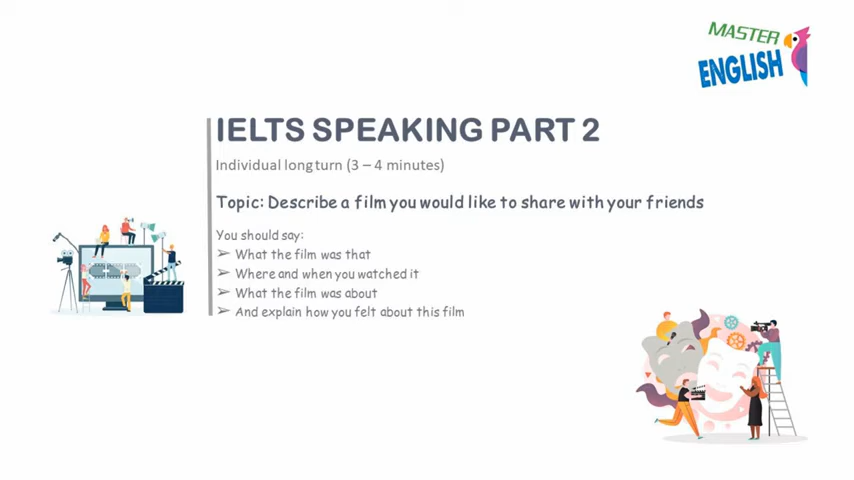 MASTER
ENGLISH
IELTS SPEAKING PART 2
Individual long turn (3 – 4 minutes)
Topic: Describe a film you would like to share with your friends
You should say:
➢ What the film was that
➢ Where and when you watched it
➢ What the film was about
➢ And explain how you felt about this film